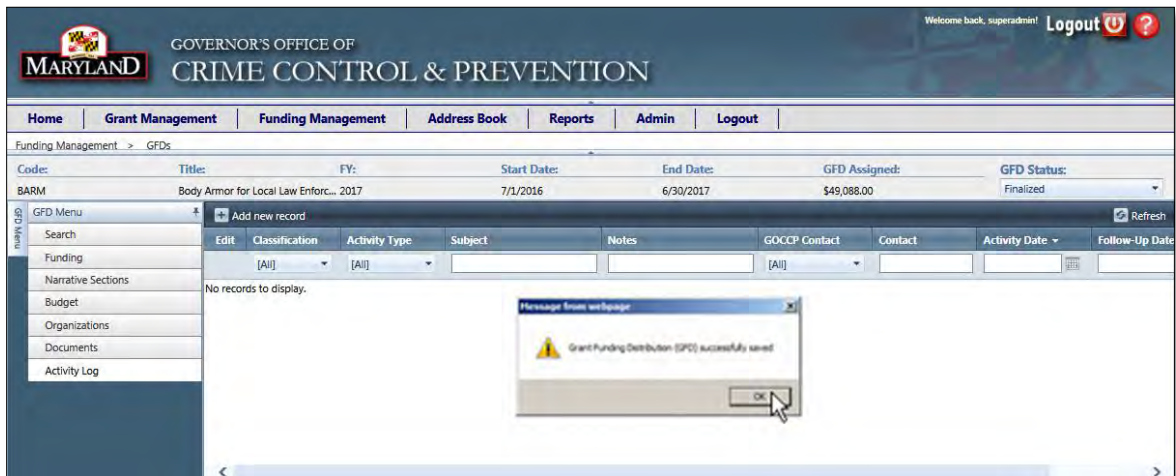 Welcome back, superadmin! Logout
MARYLAND
GOVERNOR'S OFFICE OF
CRIME CONTROL & PREVENTION
Home Grant Management Funding Management Address Book Reports Admin Logout
Funding Management > GFDs
Code: Title: FY: Start Date: End Date: GFD Assigned: GFD Status:
BARM Body Armor for Local Law Enforc... 2017 7/1/2016 6/30/2017 $49,088.00 Finalized
GFD Menu
GFD Menu
Search
Funding
Narrative Sections
Budget
Organizations
Documents
Activity Log
Add new record Refresh
Edit Classification Activity Type Subject Notes GOCCP Contact Contact Activity Date Follow-Up Date
[All] [All] [All]
No records to display.
Message from webpage
Grant Funding Distribution (GFD) successfully saved
OK